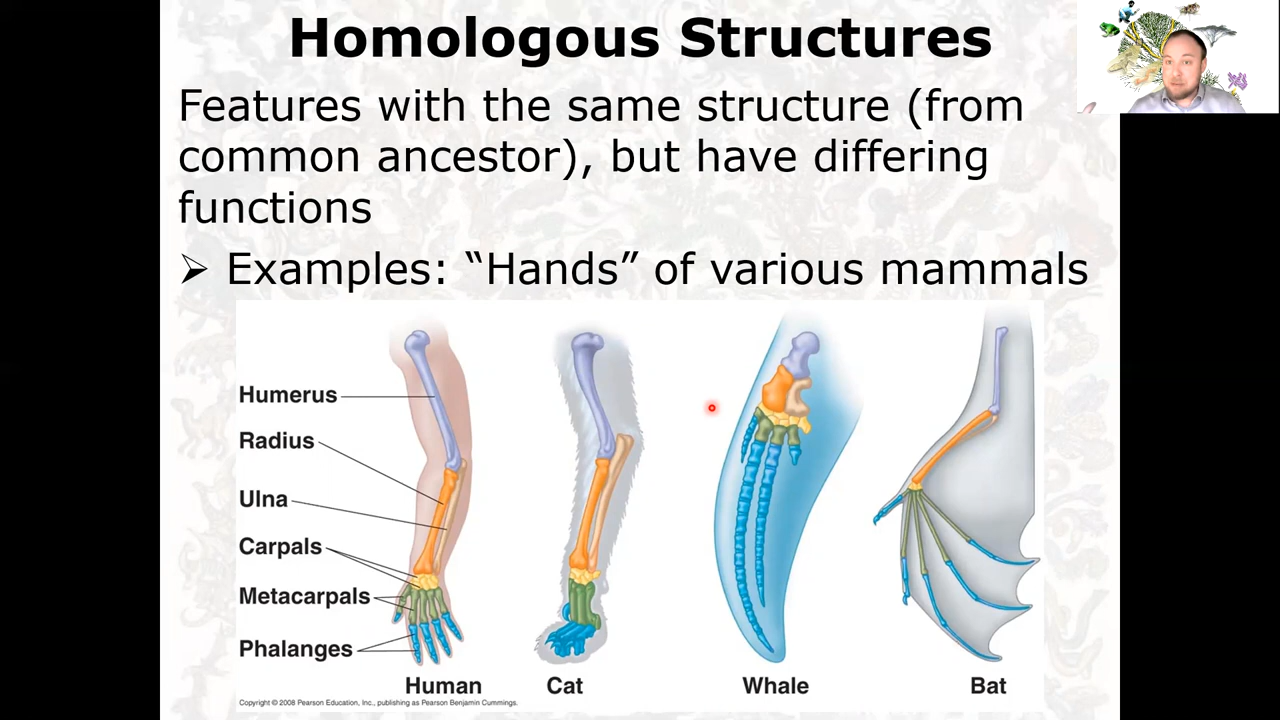 Homologous Structures
Features with the same structure (from
common ancestor), but have differing
functions
➢ Examples: “Hands” of various mammals
Humerus
Radius
Ulna
Carpals
Metacarpals
Phalanges
Human
Cat
Whale
Bat
Copyright © 2008 Pearson Education, Inc., publishing as Pearson Benjamin Cummings.